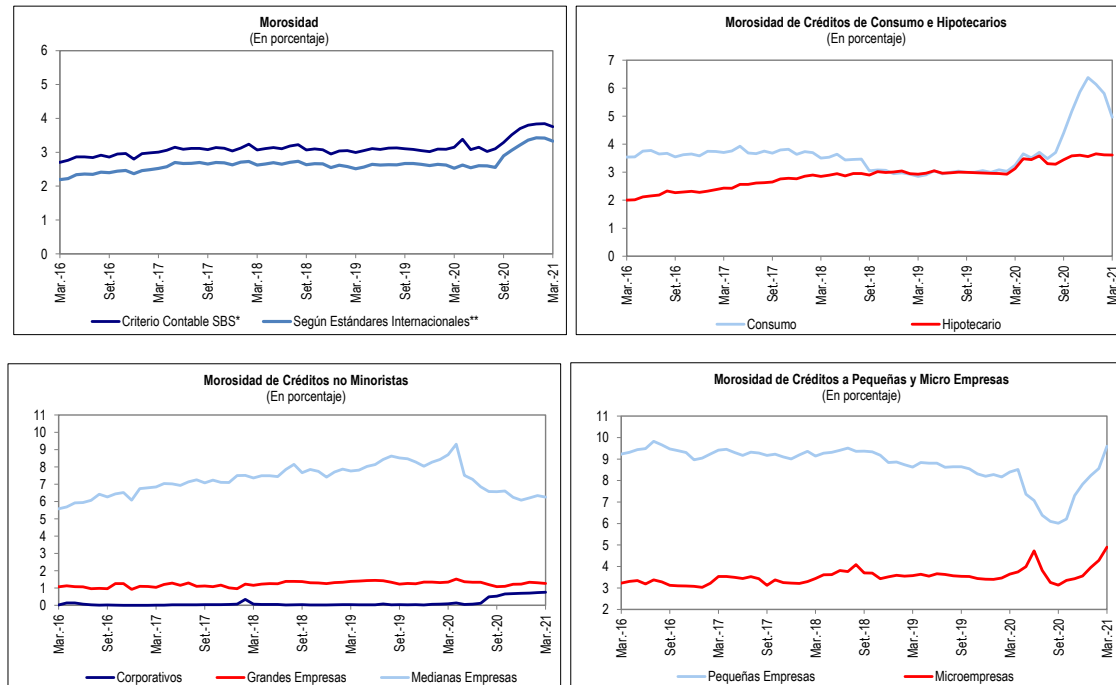 Morosidad
(En porcentaje)
6
5
4
3
2
1
0
Mar.-16
Set.-16
Mar.-17
Set.-17
Mar.-18
Set.-18
Mar.-19
Set.-19
Mar.-20
Set.-20
Mar.-21
Criterio Contable SBS*
Según Estándares Internacionales**
Morosidad de Créditos de Consumo e Hipotecarios
(En porcentaje)
7
6
5
4
3
2
1
0
Mar.-16
Set.-16
Mar.-17
Set.-17
Mar.-18
Set.-18
Mar.-19
Set.-19
Mar.-20
Set.-20
Mar.-21
Consumo
Hipotecario
Morosidad de Créditos no Minoristas
(En porcentaje)
11
10
9
8
7
6
5
4
3
2
1
0
Mar.-16
Set.-16
Mar.-17
Set.-17
Mar.-18
Set.-18
Mar.-19
Set.-19
Mar.-20
Set.-20
Mar.-21
Corporativos
Grandes Empresas
Medianas Empresas
Morosidad de Créditos a Pequeñas y Micro Empresas
(En porcentaje)
11
10
9
8
7
6
5
4
3
2
Mar.-16
Set.-16
Mar.-17
Set.-17
Mar.-18
Set.-18
Mar.-19
Set.-19
Mar.-20
Set.-20
Mar.-21
Pequeñas Empresas
Microempresas